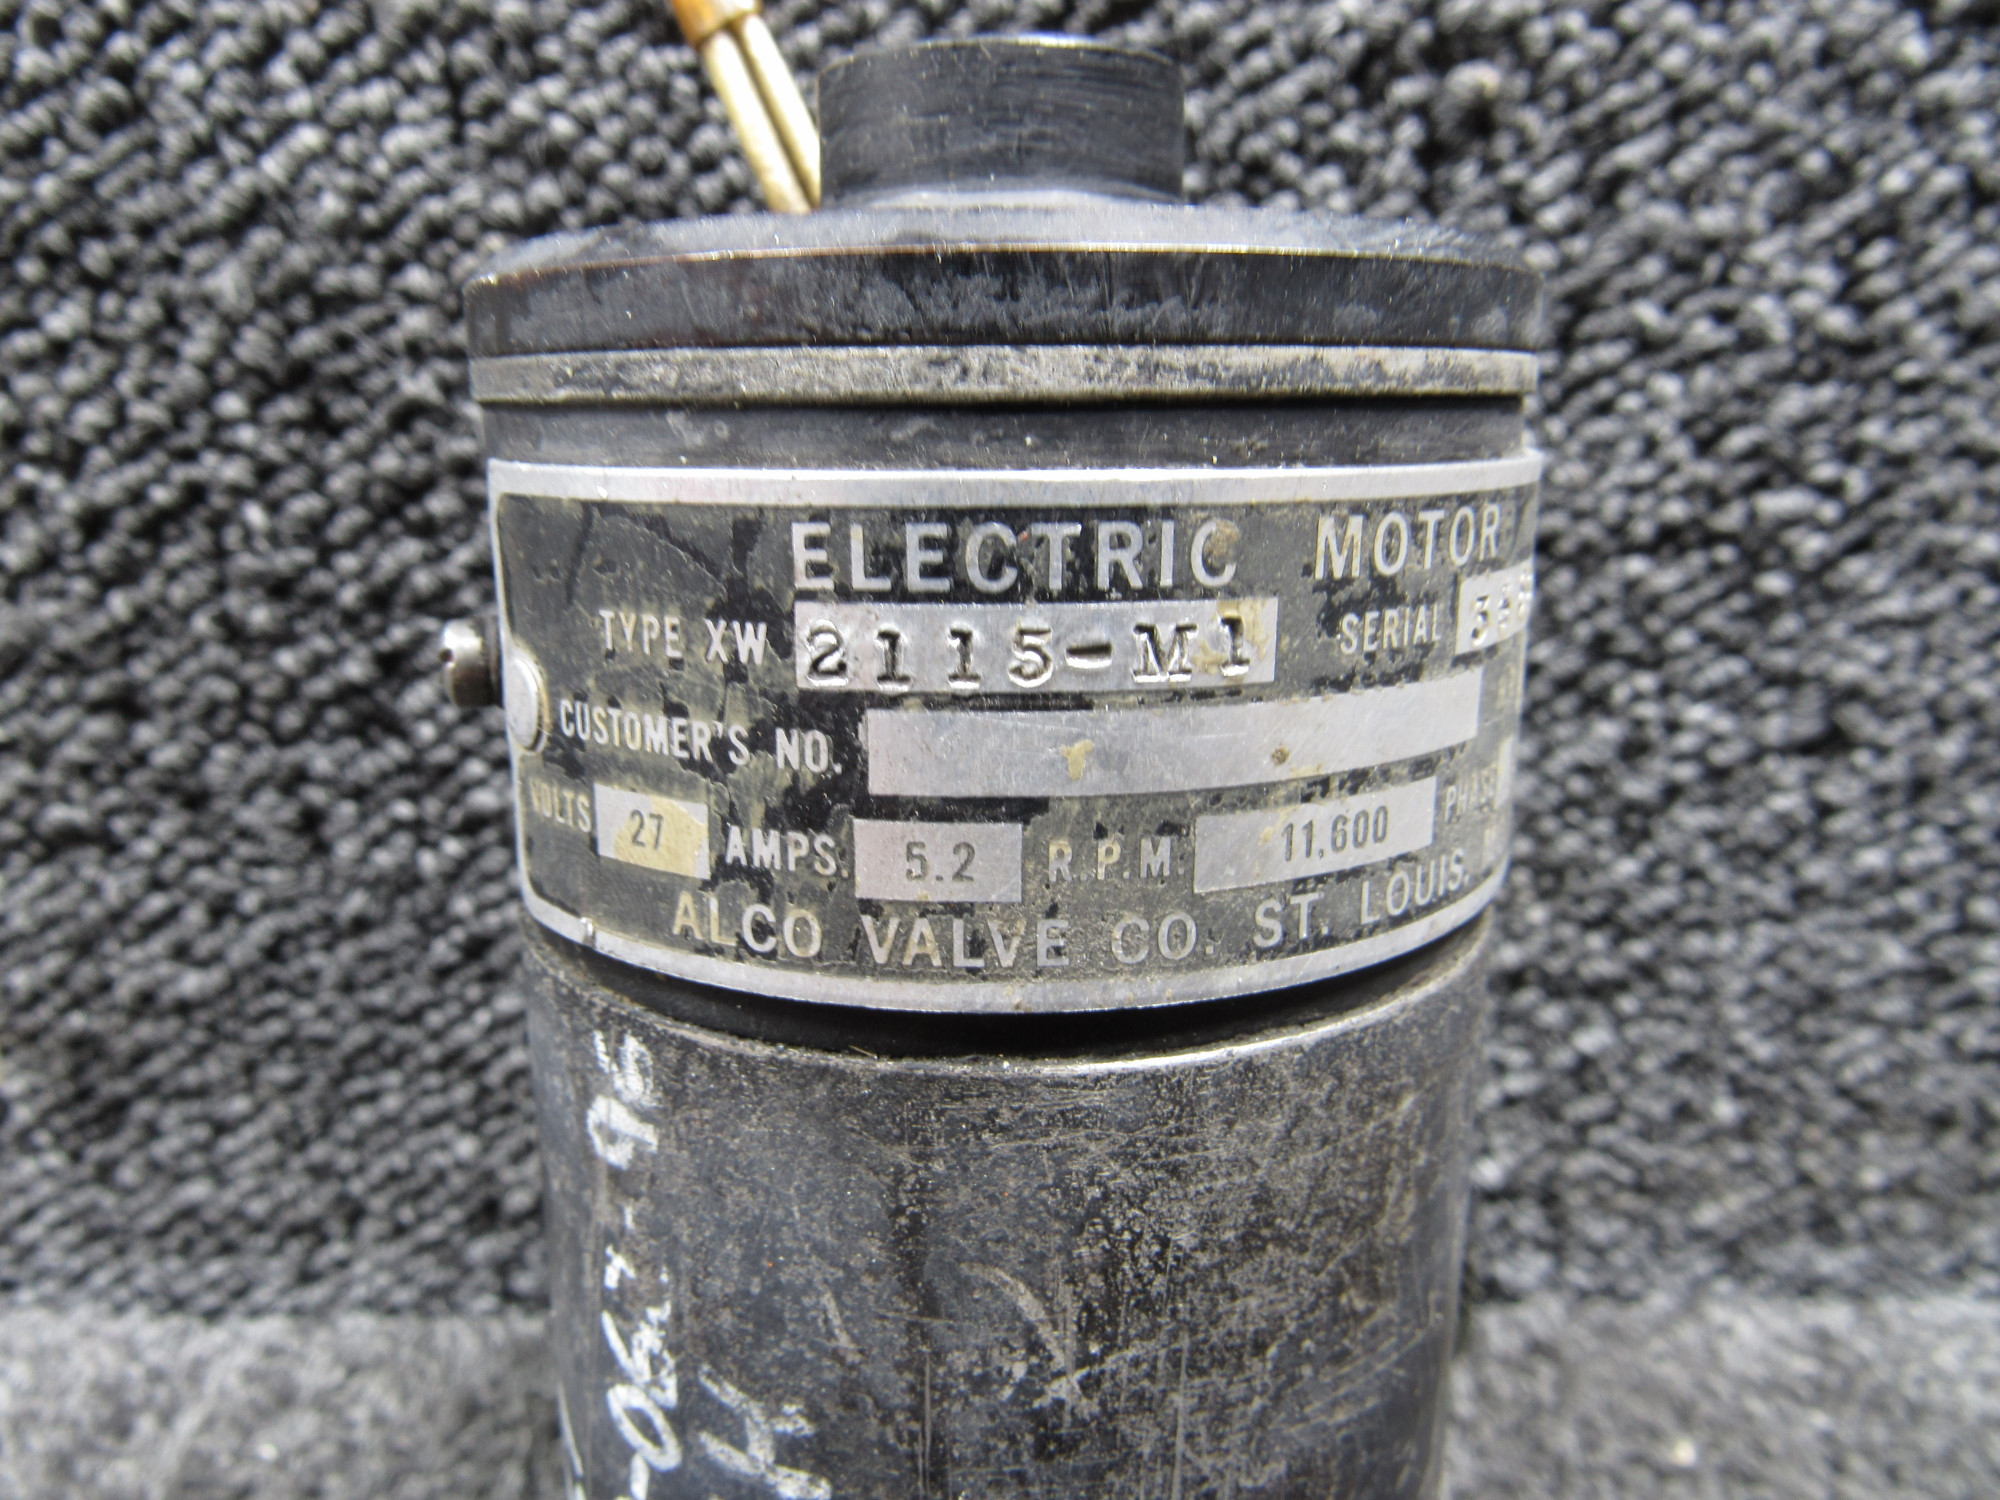 ELECTRIC MOTOR
TYPE XW 2115-M1 SERIAL
CUSTOMER'S NO.
VOLTS 27 AMPS. 5.2 R.P.M. 11,600 PHASE
ALCO VALVE CO. ST. LOUIS,